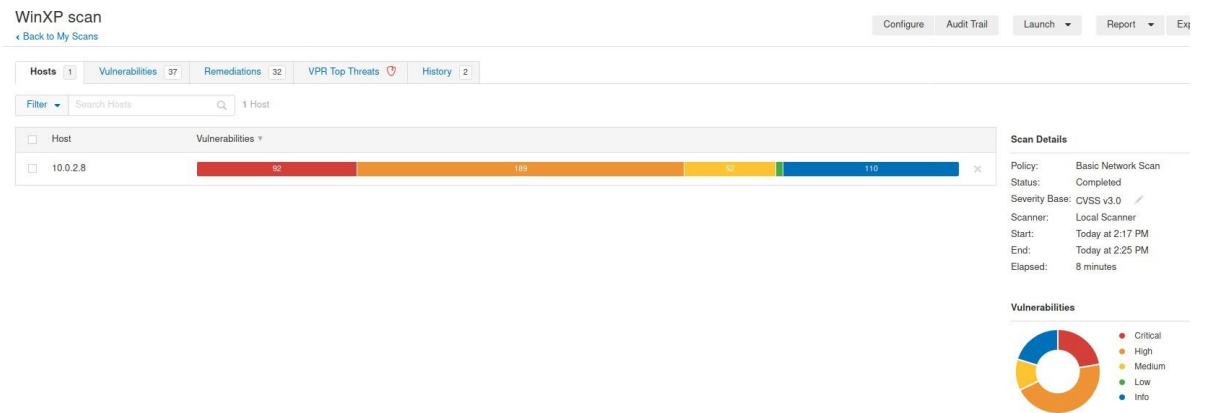 WinXP scan
‹ Back to My Scans
Configure Audit Trail Launch Report Exp
Hosts 1 Vulnerabilities 37 Remediations 32 VPR Top Threats History 2
Filter Search Hosts 1 Host
Host Vulnerabilities
10.0.2.8 92 189 52 110
Scan Details
Policy: Basic Network Scan
Status: Completed
Severity Base: CVSS v3.0
Scanner: Local Scanner
Start: Today at 2:17 PM
End: Today at 2:25 PM
Elapsed: 8 minutes
Vulnerabilities
Critical
High
Medium
Low
Info